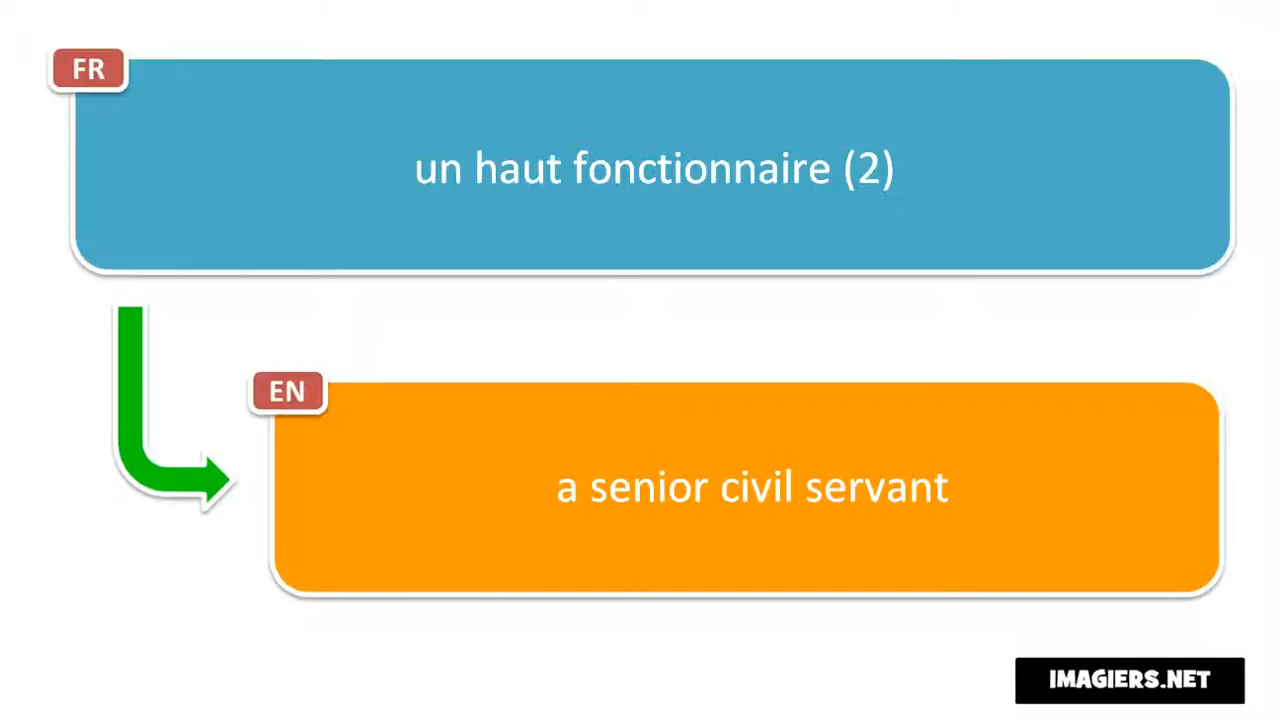 FR
un haut fonctionnaire (2)
EN
a senior civil servant
IMAGIERS.NET